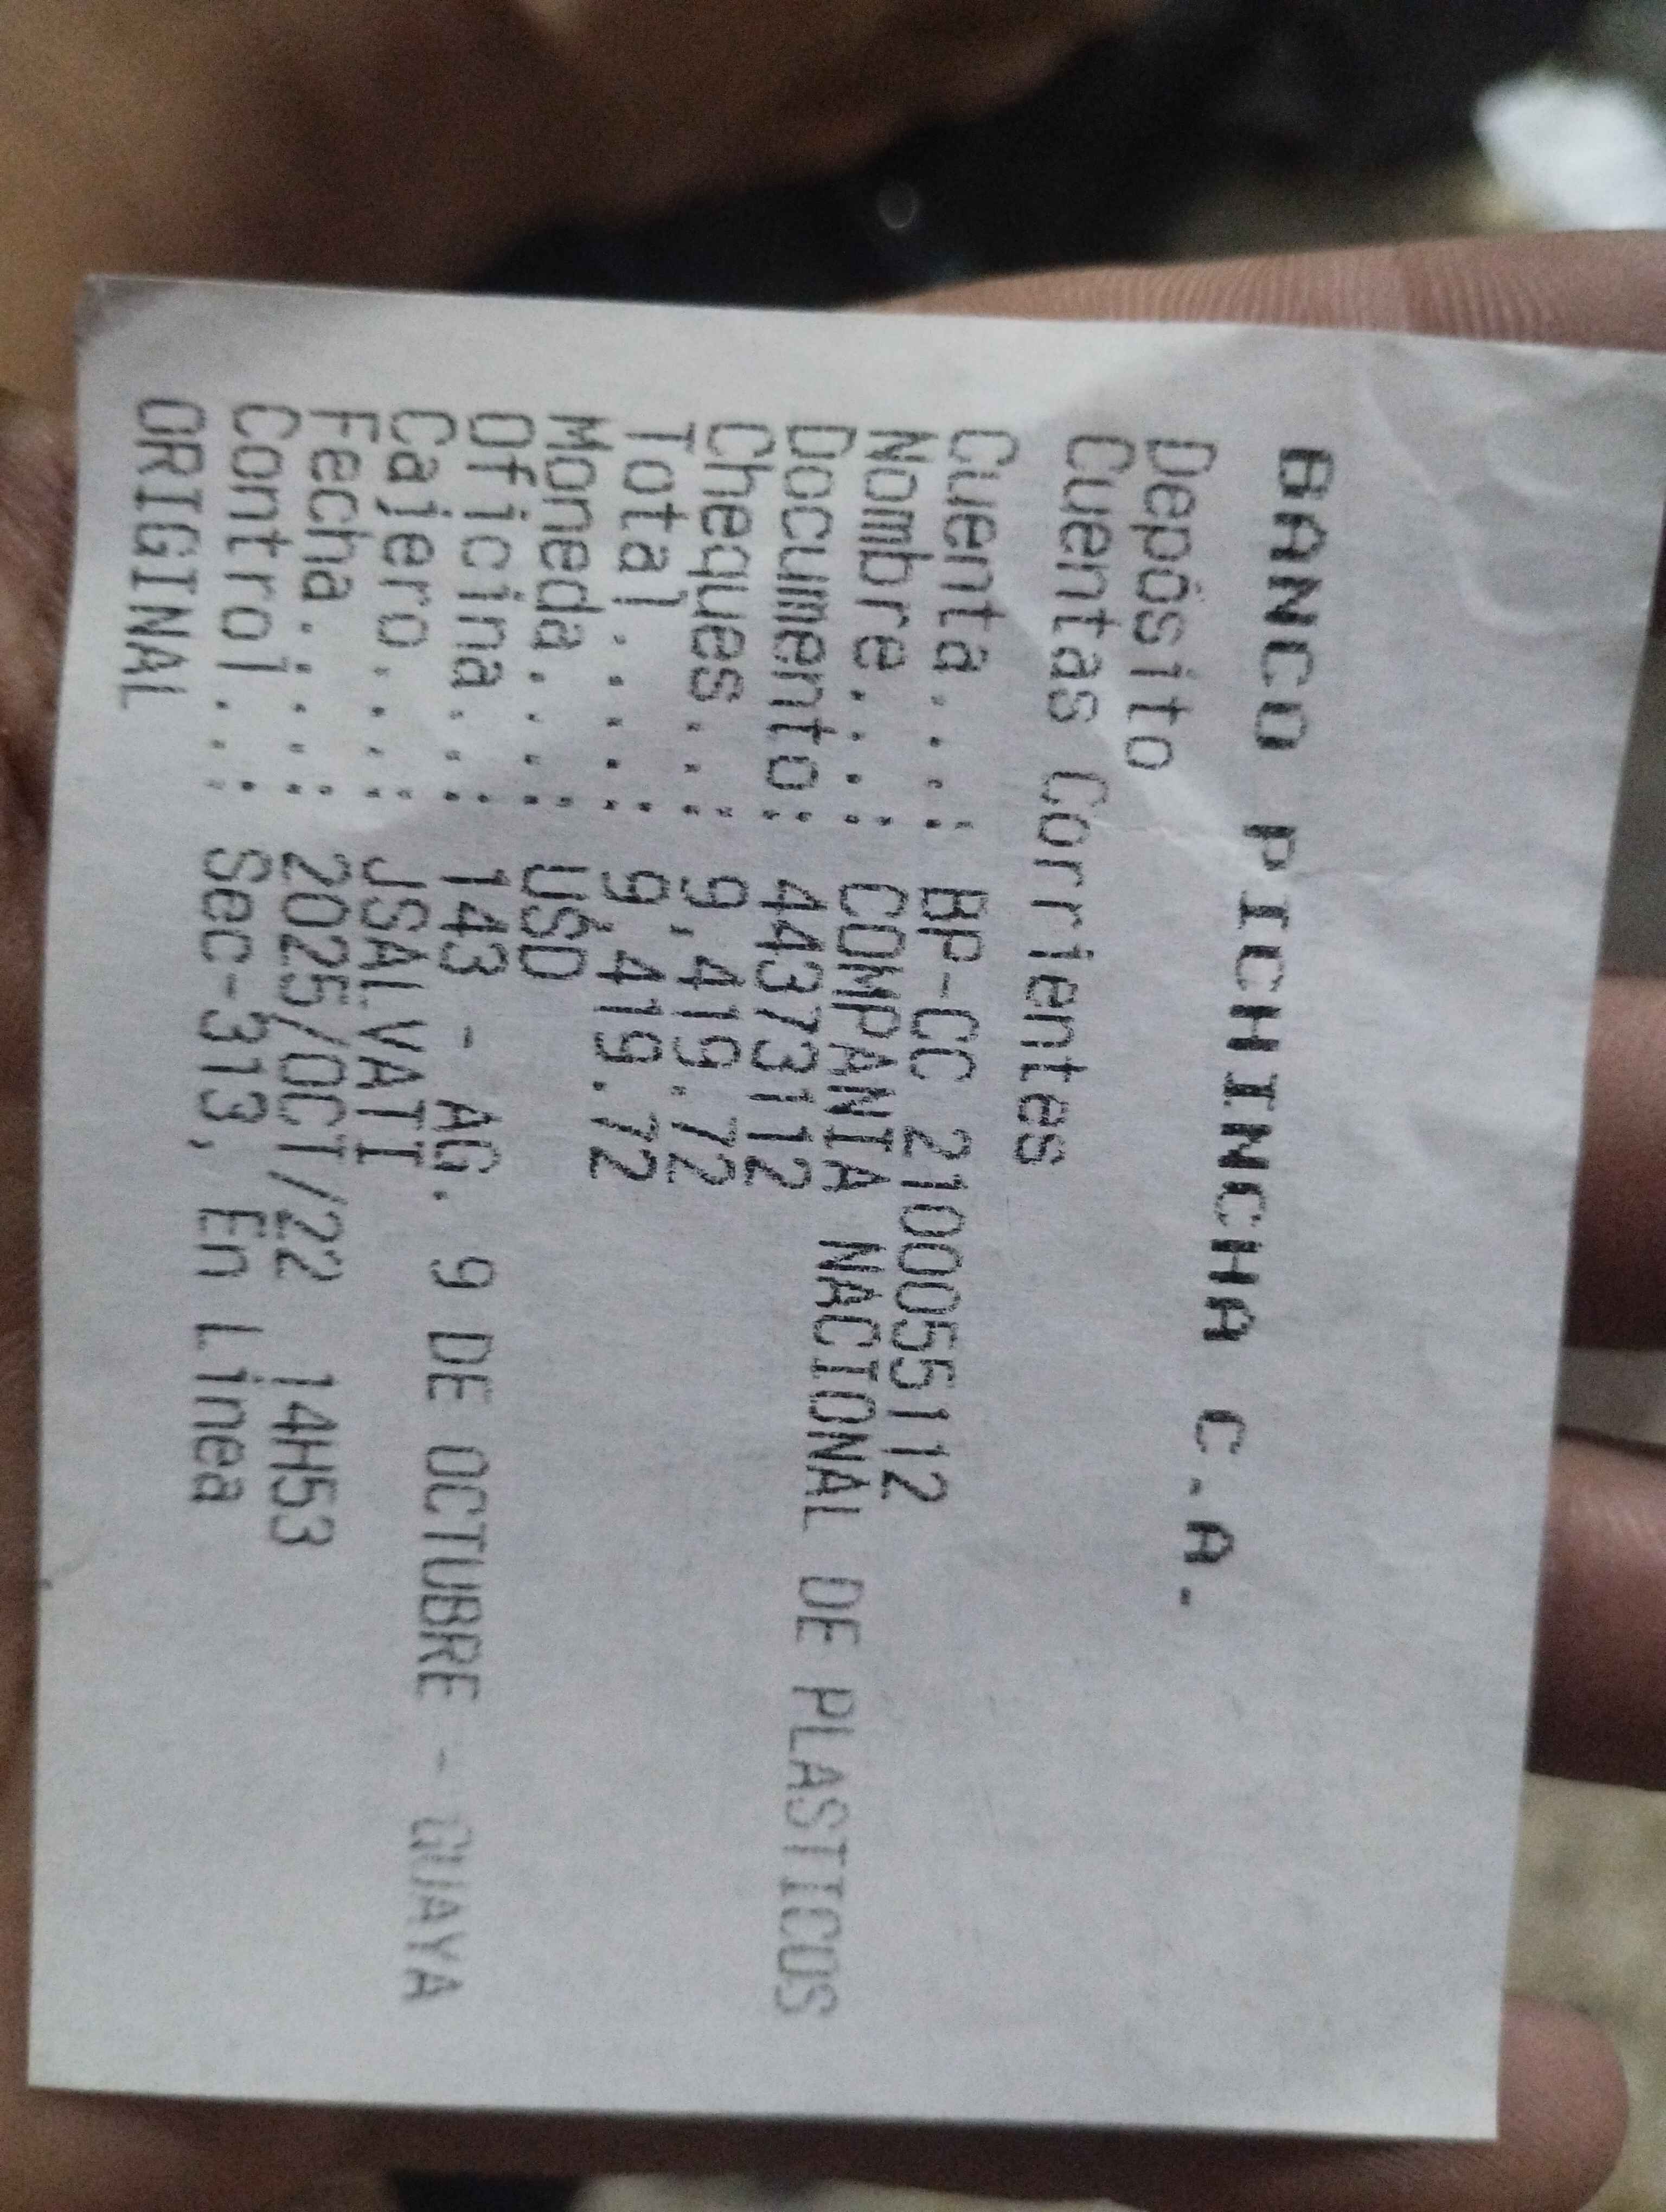 BANCO PICHINCHA C.A.
Depósito
Cuentas Corrientes
Cuenta....: BP-CC 2100055112
Nombre....: COMPANIA NACIONAL DE PLASTICOS
Documento.: 44373112
Cheques...: 9,419.72
Total.....: 9,419.72
Moneda....: USD
Oficina...: 143 - AG. 9 DE OCTUBRE - GUAYA
Cajero....: JSALVATI
Fecha.....: 2025/OCT/22 14H53
Control...: Sec-313, En Linea
ORIGINAL